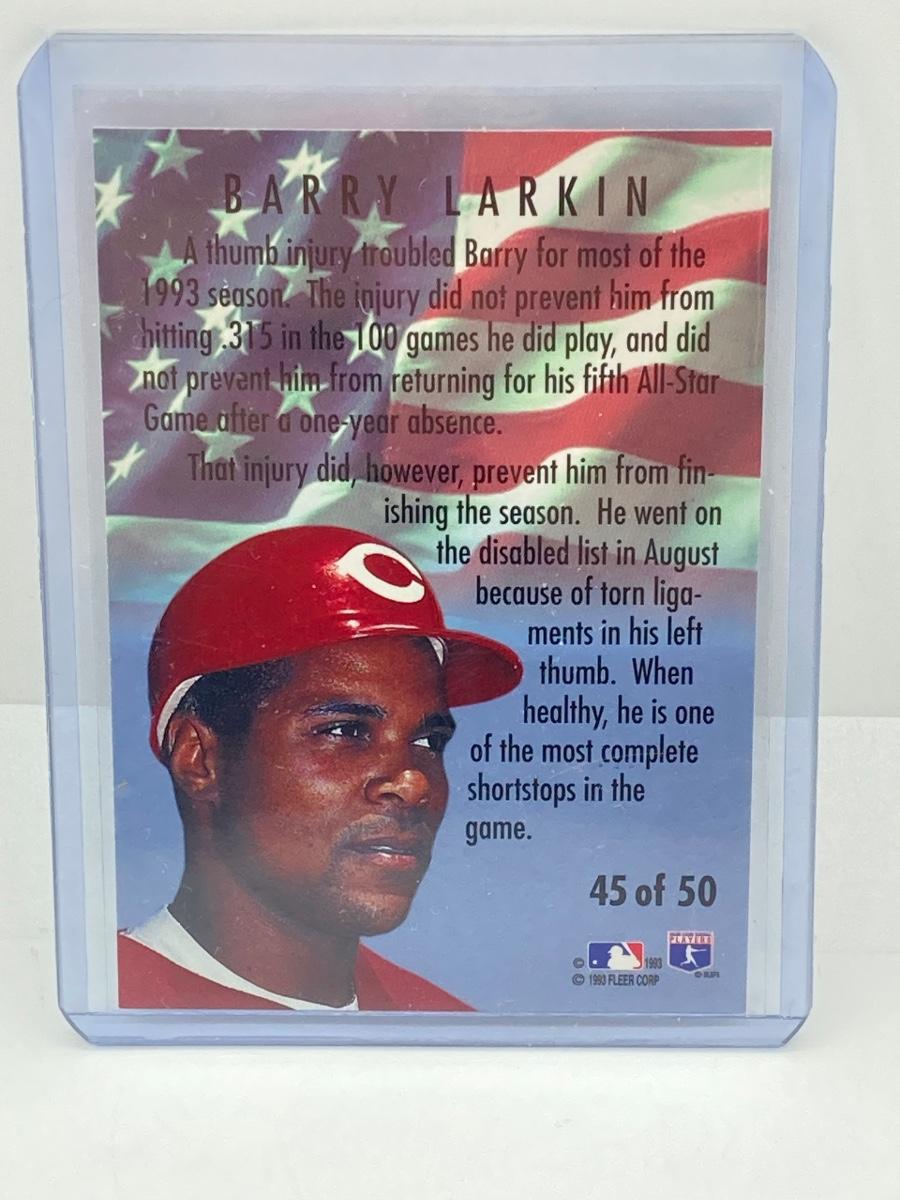 BARRY LARKIN
A thumb injury troubled Barry for most of the
1993 season. The injury did not prevent him from
hitting .315 in the 100 games he did play, and did
not prevent him from returning for his fifth All-Star
Game after a one-year absence.
That injury did, however, prevent him from fin-
ishing the season. He went on
the disabled list in August
because of torn liga-
ments in his left
thumb. When
healthy, he is one
of the most complete
shortstops in the
game.
45 of 50
© 1993
PLAYERS
© MLBPA
© 1993 FLEER CORP
C